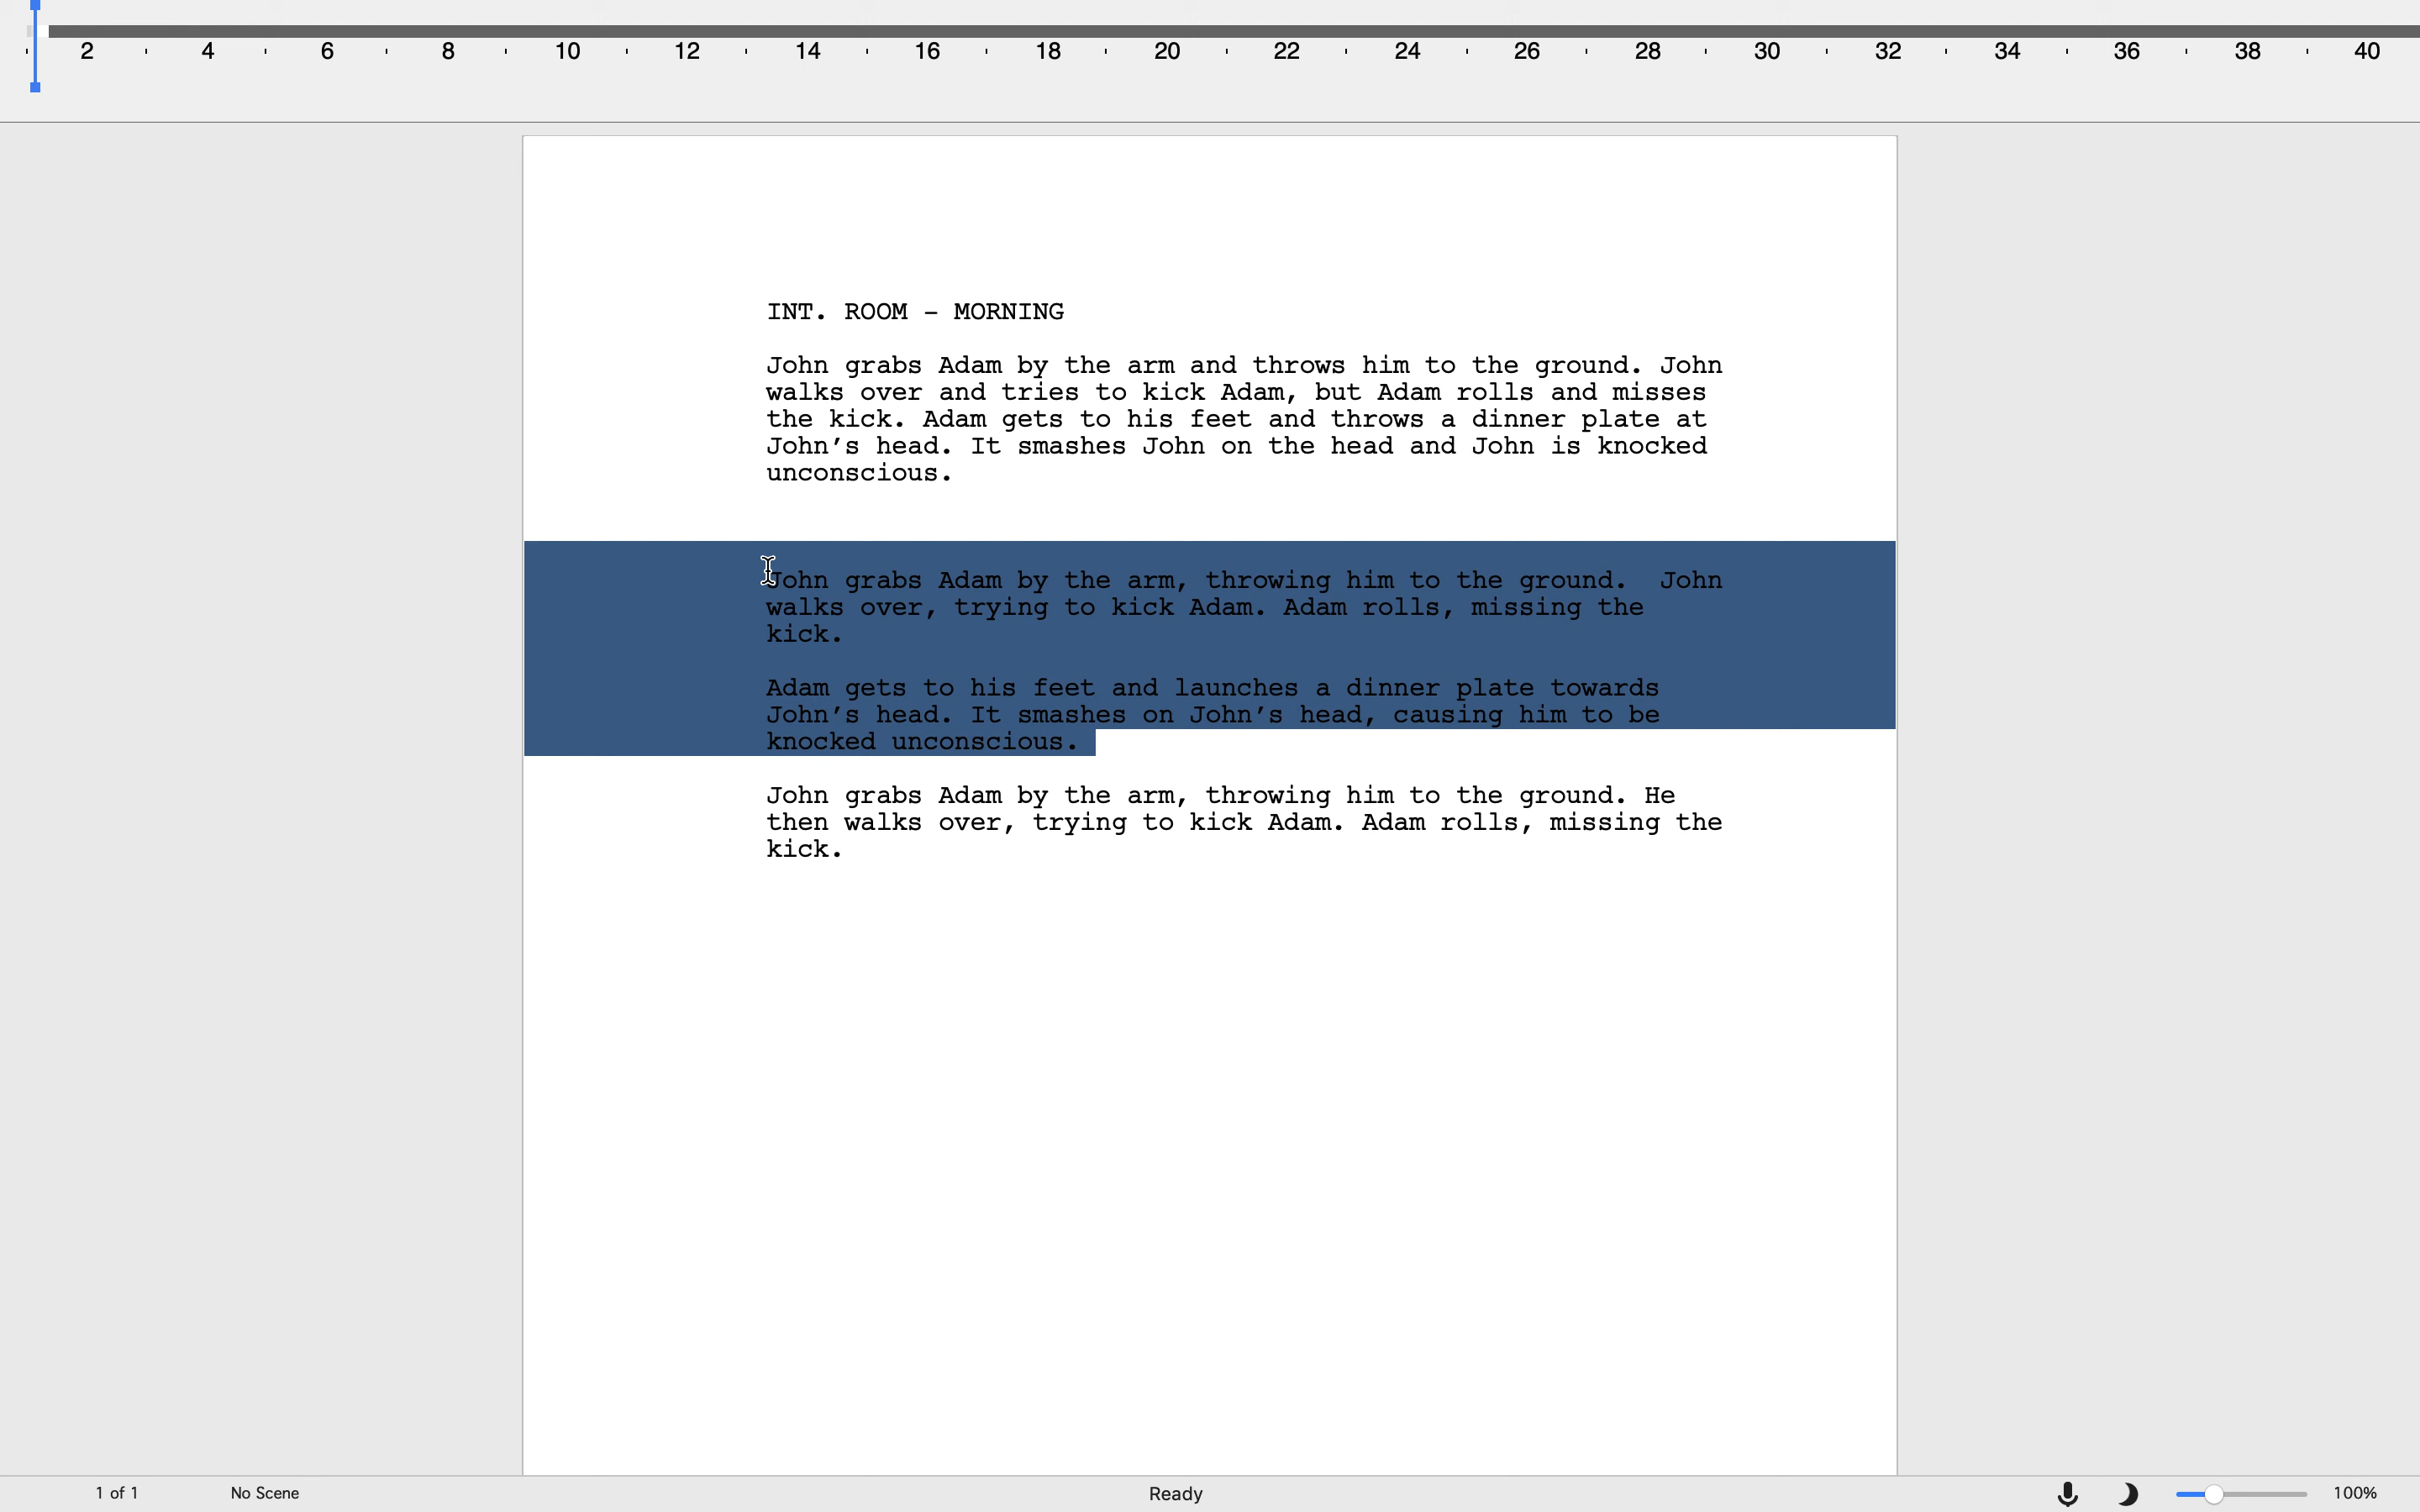 2 4 6 8 10 12 14 16 18 20 22 24 26 28 30 32 34 36 38 40
INT. ROOM – MORNING
John grabs Adam by the arm and throws him to the ground. John
walks over and tries to kick Adam, but Adam rolls and misses
the kick. Adam gets to his feet and throws a dinner plate at
John’s head. It smashes John on the head and John is knocked
unconscious.
John grabs Adam by the arm, throwing him to the ground.  John
walks over, trying to kick Adam. Adam rolls, missing the
kick.
Adam gets to his feet and launches a dinner plate towards
John’s head. It smashes on John’s head, causing him to be
knocked unconscious.
John grabs Adam by the arm, throwing him to the ground. He
then walks over, trying to kick Adam. Adam rolls, missing the
kick.
1 of 1 No Scene Ready 100%